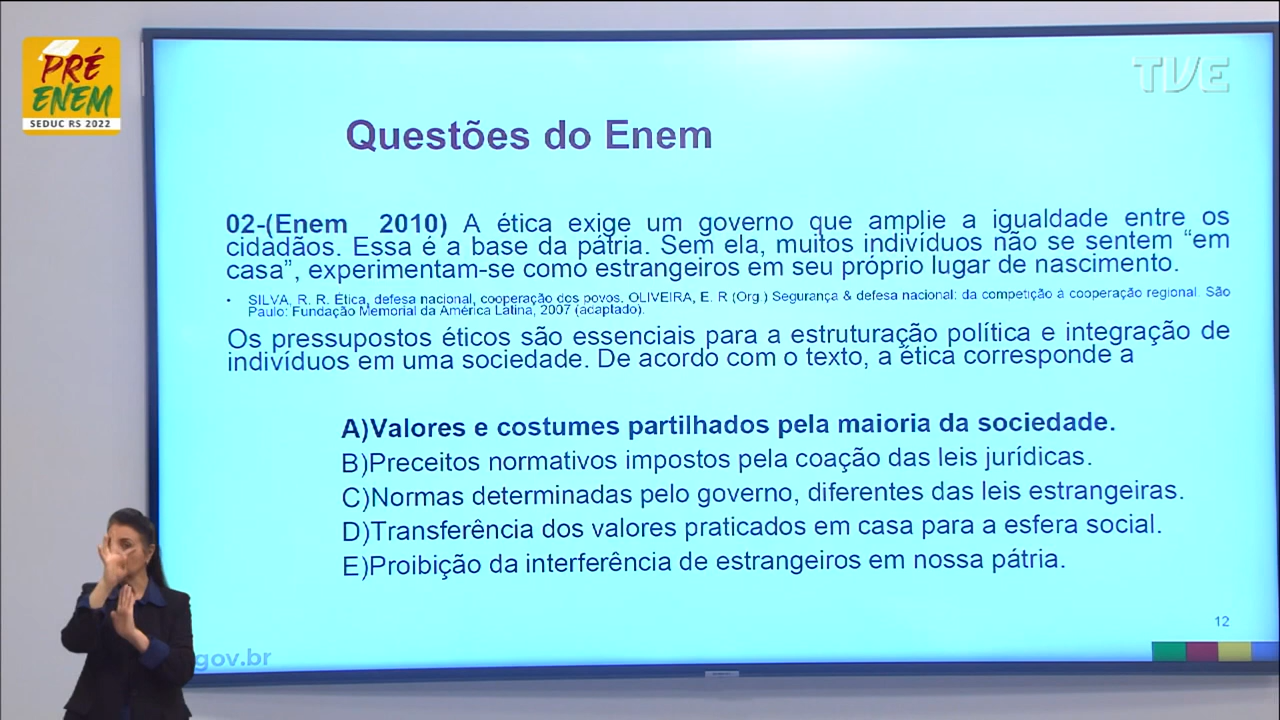 PRÉ
ENEM
SEDUC RS 2022
TVE
Questões do Enem
02-(Enem 2010) A ética exige um governo que amplie a igualdade entre os
cidadãos. Essa é a base da pátria. Sem ela, muitos indivíduos não se sentem “em
casa”, experimentam-se como estrangeiros em seu próprio lugar de nascimento.
• SILVA, R. R. Ética, defesa nacional, cooperação dos povos. OLIVEIRA, E. R (Org.) Segurança & defesa nacional: da competição à cooperação regional. São
Paulo: Fundação Memorial da América Latina, 2007 (adaptado).
Os pressupostos éticos são essenciais para a estruturação política e integração de
indivíduos em uma sociedade. De acordo com o texto, a ética corresponde a
A)Valores e costumes partilhados pela maioria da sociedade.
B)Preceitos normativos impostos pela coação das leis jurídicas.
C)Normas determinadas pelo governo, diferentes das leis estrangeiras.
D)Transferência dos valores praticados em casa para a esfera social.
E)Proibição da interferência de estrangeiros em nossa pátria.
12
gov.br